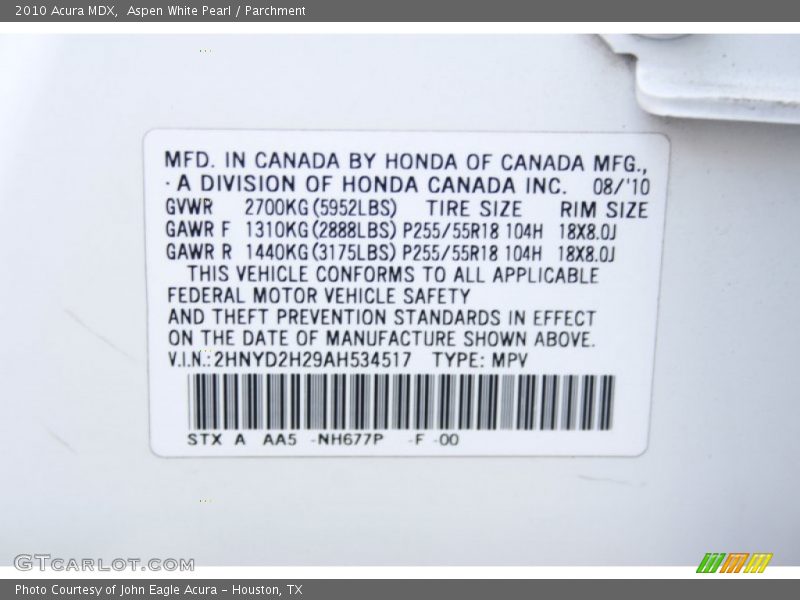 2010 Acura MDX, Aspen White Pearl / Parchment
MFD. IN CANADA BY HONDA OF CANADA MFG.,
A DIVISION OF HONDA CANADA INC. 08/'10
GVWR 2700KG(5952LBS) TIRE SIZE RIM SIZE
GAWR F 1310KG(2888LBS) P255/55R18 104H 18X8.0J
GAWR R 1440KG(3175LBS) P255/55R18 104H 18X8.0J
THIS VEHICLE CONFORMS TO ALL APPLICABLE
FEDERAL MOTOR VEHICLE SAFETY
AND THEFT PREVENTION STANDARDS IN EFFECT
ON THE DATE OF MANUFACTURE SHOWN ABOVE.
V.I.N.:2HNYD2H29AH534517 TYPE: MPV
STX A AA5 -NH677P -F -00
GTCARLOT.COM
Photo Courtesy of John Eagle Acura - Houston, TX